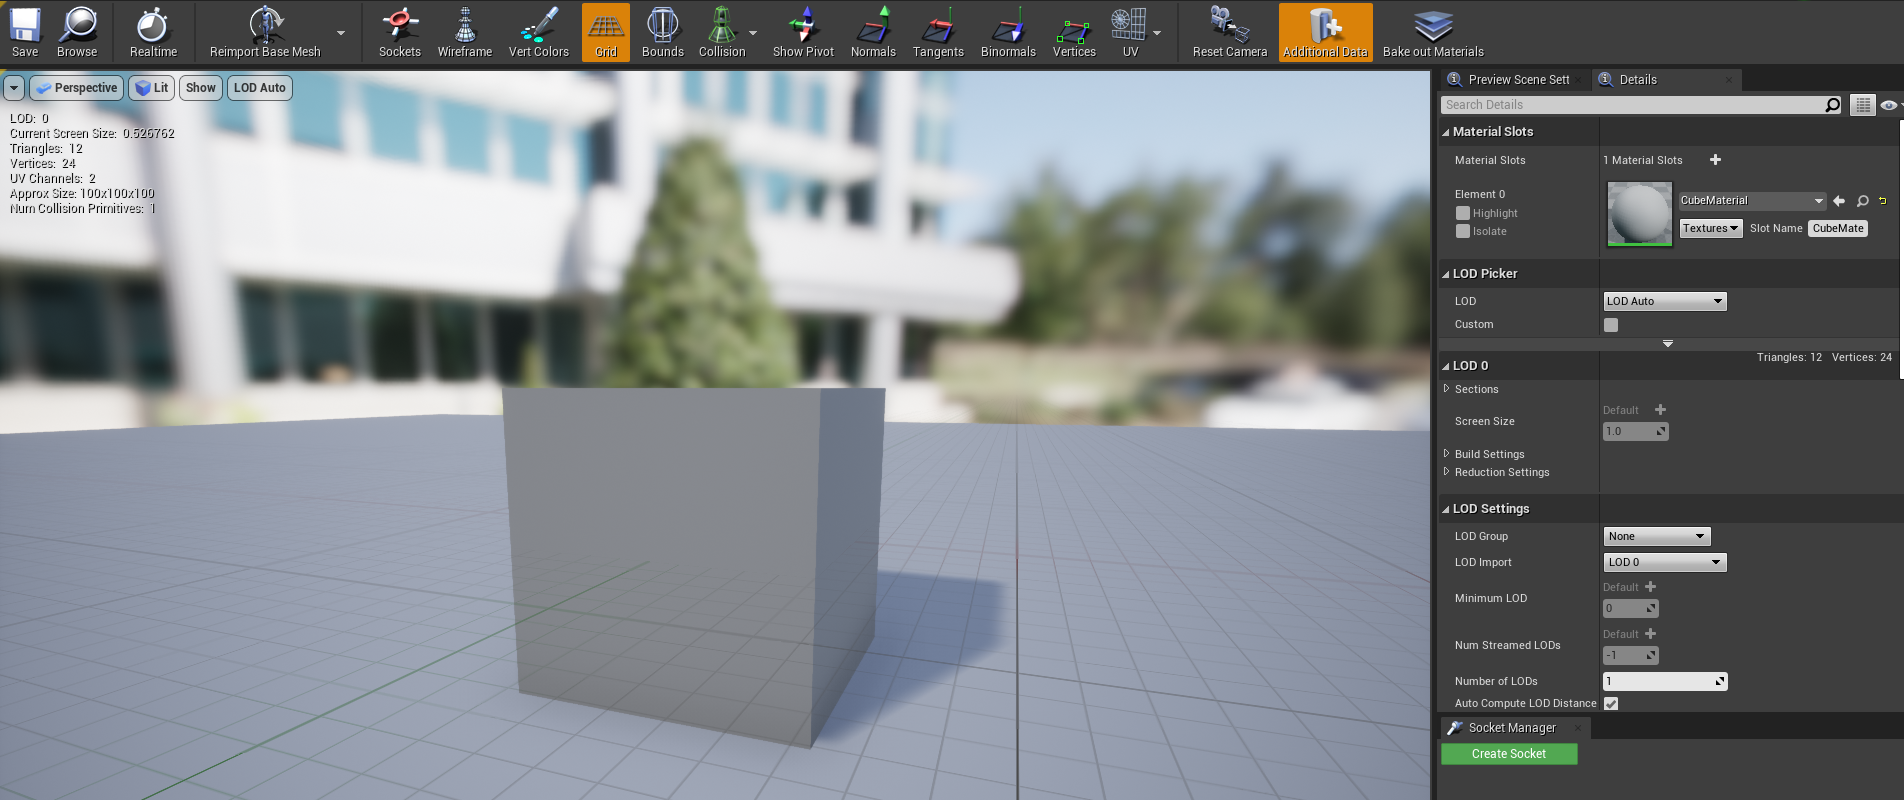 Save Browse Realtime Reimport Base Mesh Sockets Wireframe Vert Colors Grid Bounds Collision Show Pivot Normals Tangents Binormals Vertices UV Reset Camera Additional Data Bake out Materials
Perspective Lit Show LOD Auto
LOD: 0
Current Screen Size: 0.526762
Triangles: 12
Vertices: 24
UV Channels: 2
Approx Size: 100x100x100
Num Collision Primitives: 1
Preview Scene Sett Details
Search Details
Material Slots
Material Slots 1 Material Slots
Element 0
Highlight
Isolate
CubeMaterial
Textures Slot Name CubeMate
LOD Picker
LOD LOD Auto
Custom
Triangles: 12 Vertices: 24
LOD 0
Sections
Default
Screen Size
1.0
Build Settings
Reduction Settings
LOD Settings
LOD Group None
LOD Import LOD 0
Default
Minimum LOD
0
Default
Num Streamed LODs
-1
Number of LODs 1
Auto Compute LOD Distance
Socket Manager
Create Socket